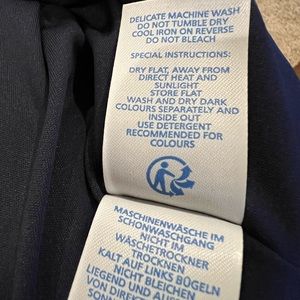 DELICATE MACHINE WASH
DO NOT TUMBLE DRY
COOL IRON ON REVERSE
DO NOT BLEACH
SPECIAL INSTRUCTIONS:
DRY FLAT, AWAY FROM
DIRECT HEAT AND
SUNLIGHT
STORE FLAT
WASH AND DRY DARK
COLOURS SEPARATELY AND
INSIDE OUT
USE DETERGENT
RECOMMENDED FOR
COLOURS
MASCHINENWÄSCHE IM
SCHONWASCHGANG
NICHT IM
WÄSCHETROCKNER
TROCKNEN
KALT AUF LINKS BÜGELN
NICHT BLEICHEN
LIEGEND UND
VON